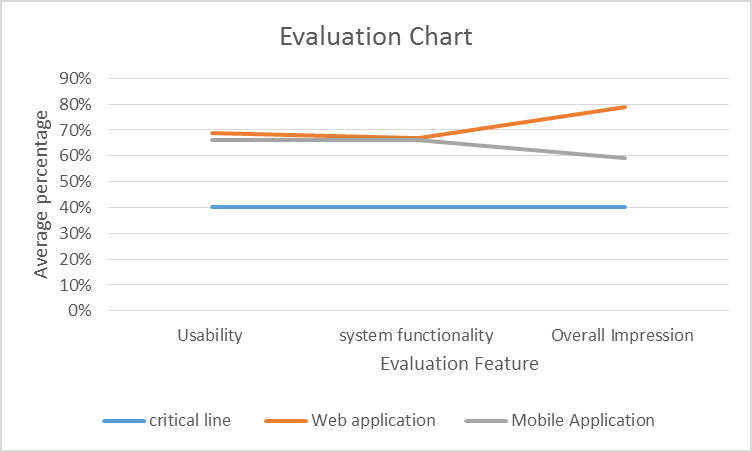 Evaluation Chart
Average percentage
90%
80%
70%
60%
50%
40%
30%
20%
10%
0%
Usability system functionality Overall Impression
Evaluation Feature
critical line Web application Mobile Application